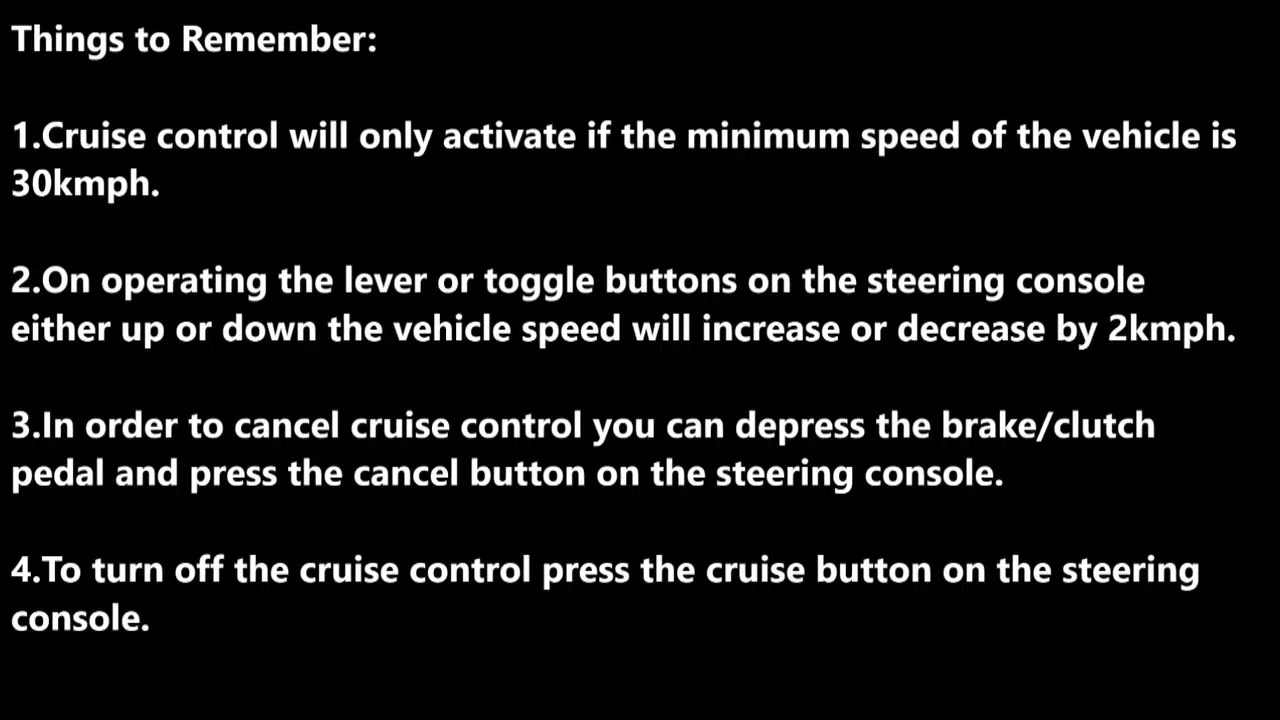 Things to Remember:
1.Cruise control will only activate if the minimum speed of the vehicle is
30kmph.
2.On operating the lever or toggle buttons on the steering console
either up or down the vehicle speed will increase or decrease by 2kmph.
3.In order to cancel cruise control you can depress the brake/clutch
pedal and press the cancel button on the steering console.
4.To turn off the cruise control press the cruise button on the steering
console.